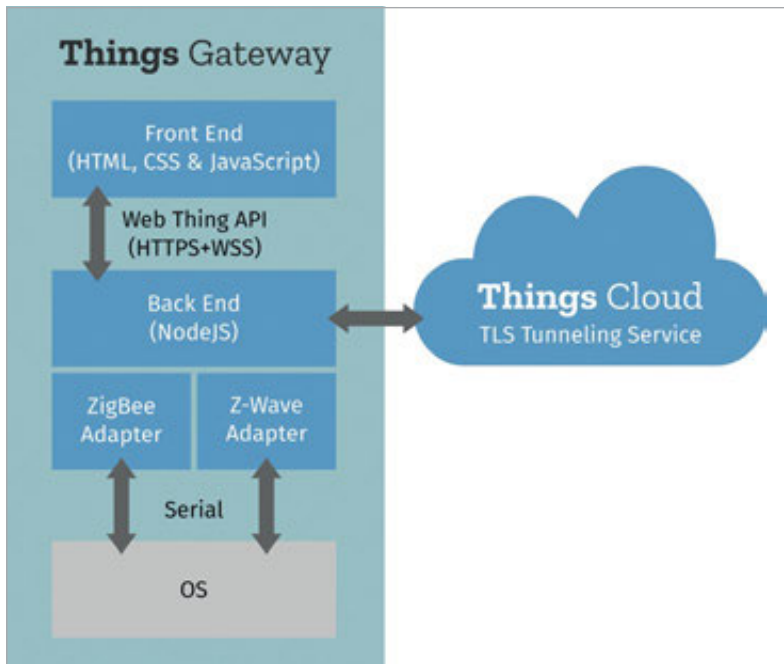 Things Gateway
Front End
(HTML, CSS & JavaScript)
Web Thing API
(HTTPS+WSS)
Back End
(NodeJS)
Things Cloud
TLS Tunneling Service
ZigBee
Adapter
Z-Wave
Adapter
Serial
OS